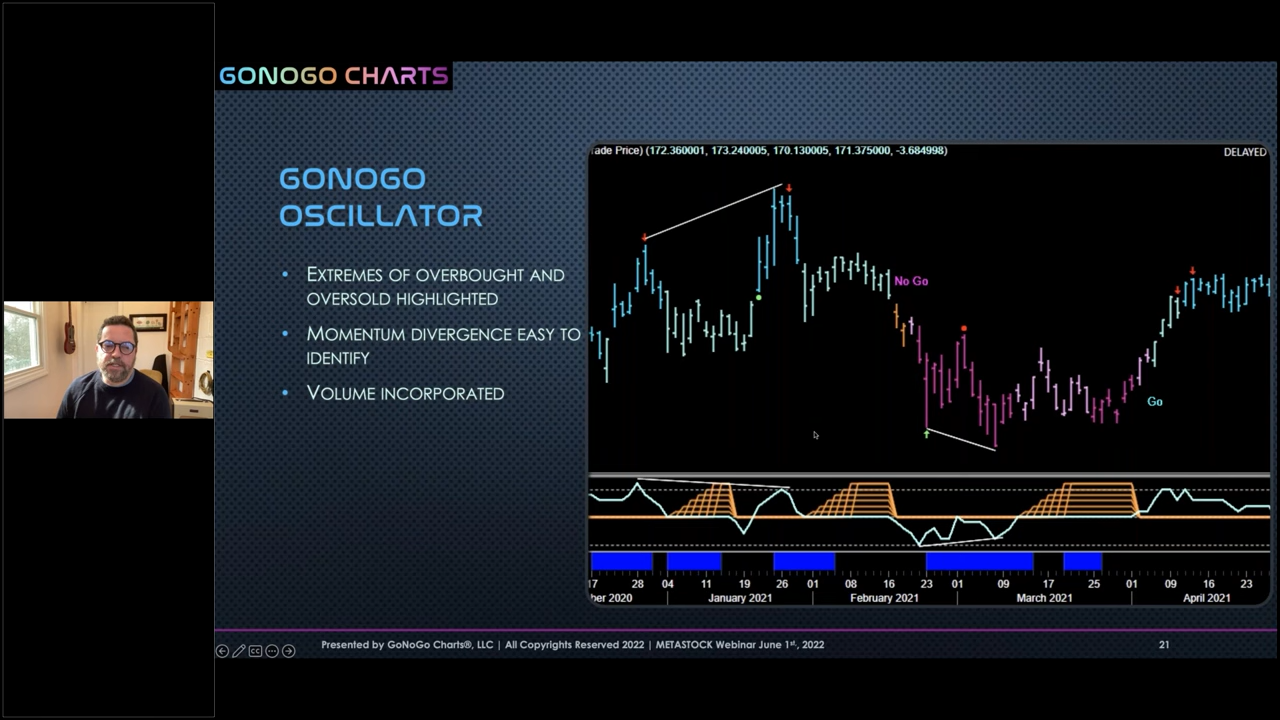 GONOGO CHARTS
GONOGO
OSCILLATOR
• EXTREMES OF OVERBOUGHT AND
OVERSOLD HIGHLIGHTED
• MOMENTUM DIVERGENCE EASY TO
IDENTIFY
• VOLUME INCORPORATED
rade Price) (172.360001, 173.240005, 170.130005, 171.375000, -3.684998)
DELAYED
No Go
Go
17 28 04 11 19 26 01 08 16 23 01 09 17 25 01 09 16 23
ber 2020 January 2021 February 2021 March 2021 April 2021
Presented by GoNoGo Charts®, LLC | All Copyrights Reserved 2022 | METASTOCK Webinar June 1st, 2022
21
CC